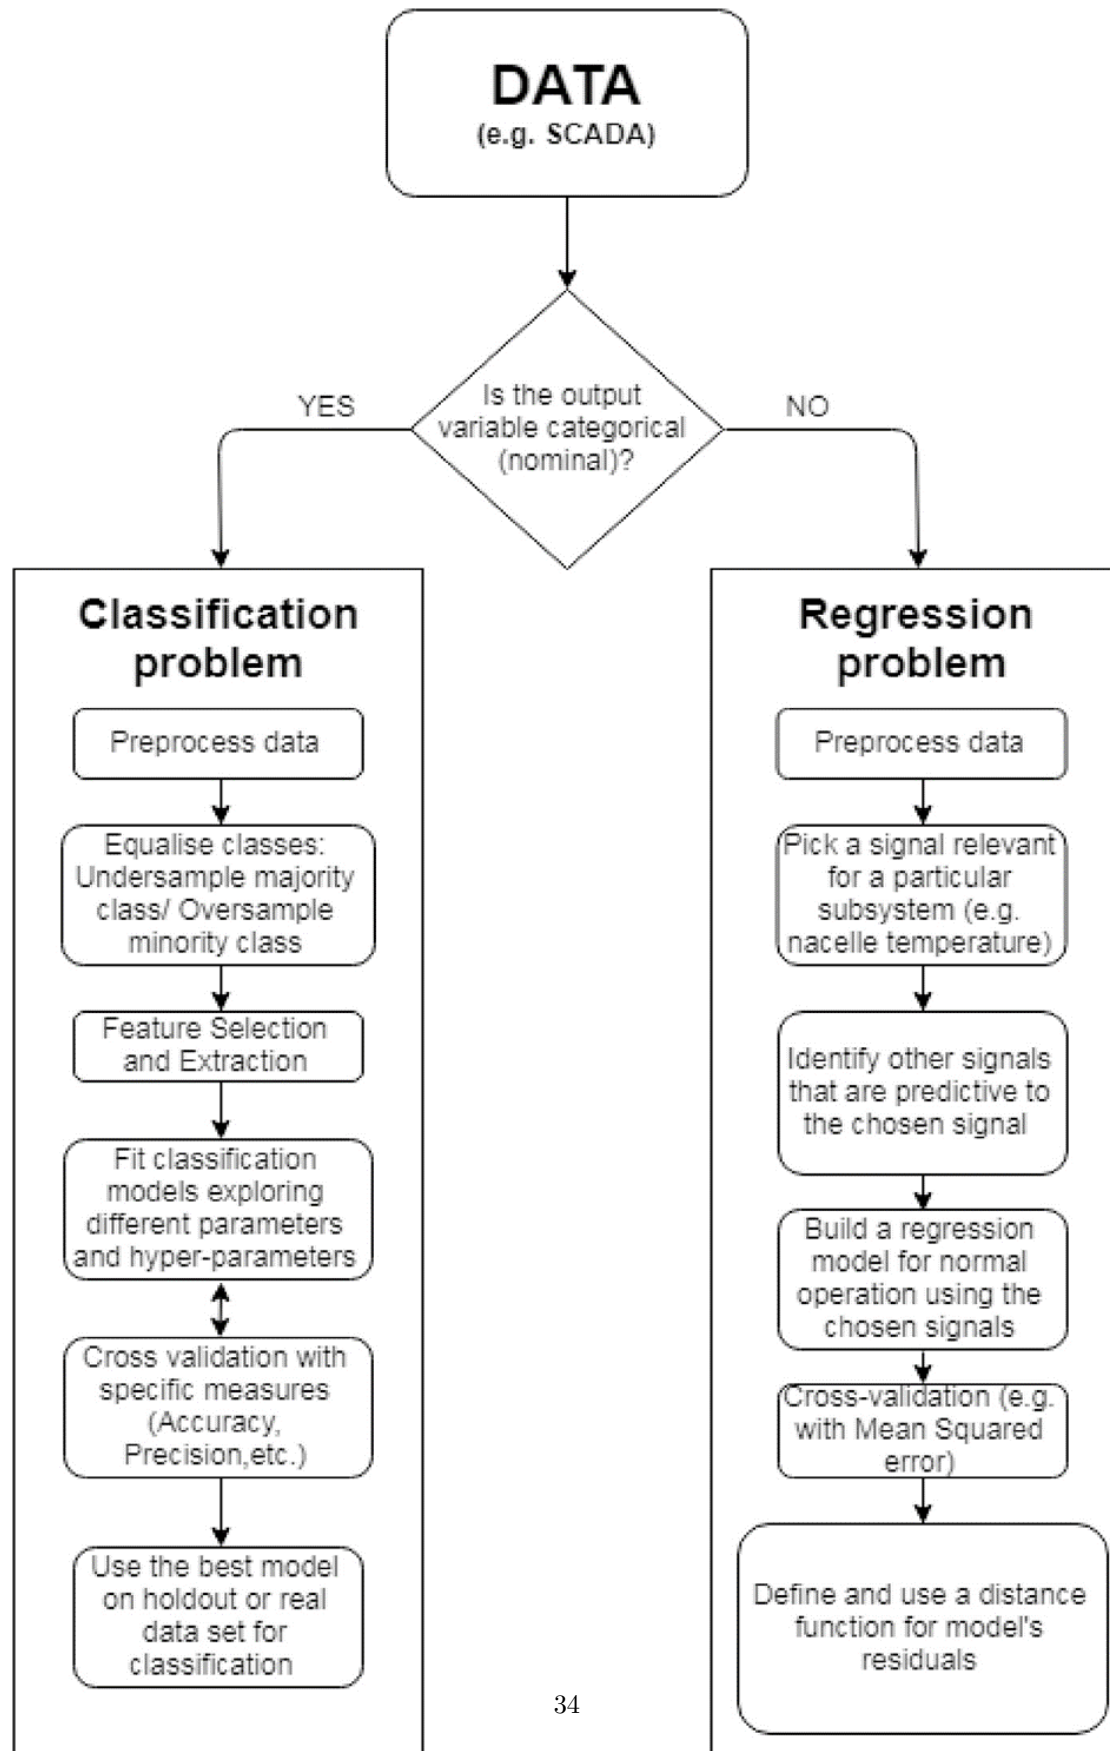 DATA
(e.g. SCADA)
Is the output
variable categorical
(nominal)?
YES
NO
Classification
problem
Preprocess data
Equalise classes:
Undersample majority
class/ Oversample
minority class
Feature Selection
and Extraction
Fit classification
models exploring
different parameters
and hyper-parameters
Cross validation with
specific measures
(Accuracy,
Precision,etc.)
Use the best model
on holdout or real
data set for
classification
Regression
problem
Preprocess data
Pick a signal relevant
for a particular
subsystem (e.g.
nacelle temperature)
Identify other signals
that are predictive to
the chosen signal
Build a regression
model for normal
operation using the
chosen signals
Cross-validation (e.g.
with Mean Squared
error)
Define and use a distance
function for model's
residuals
34